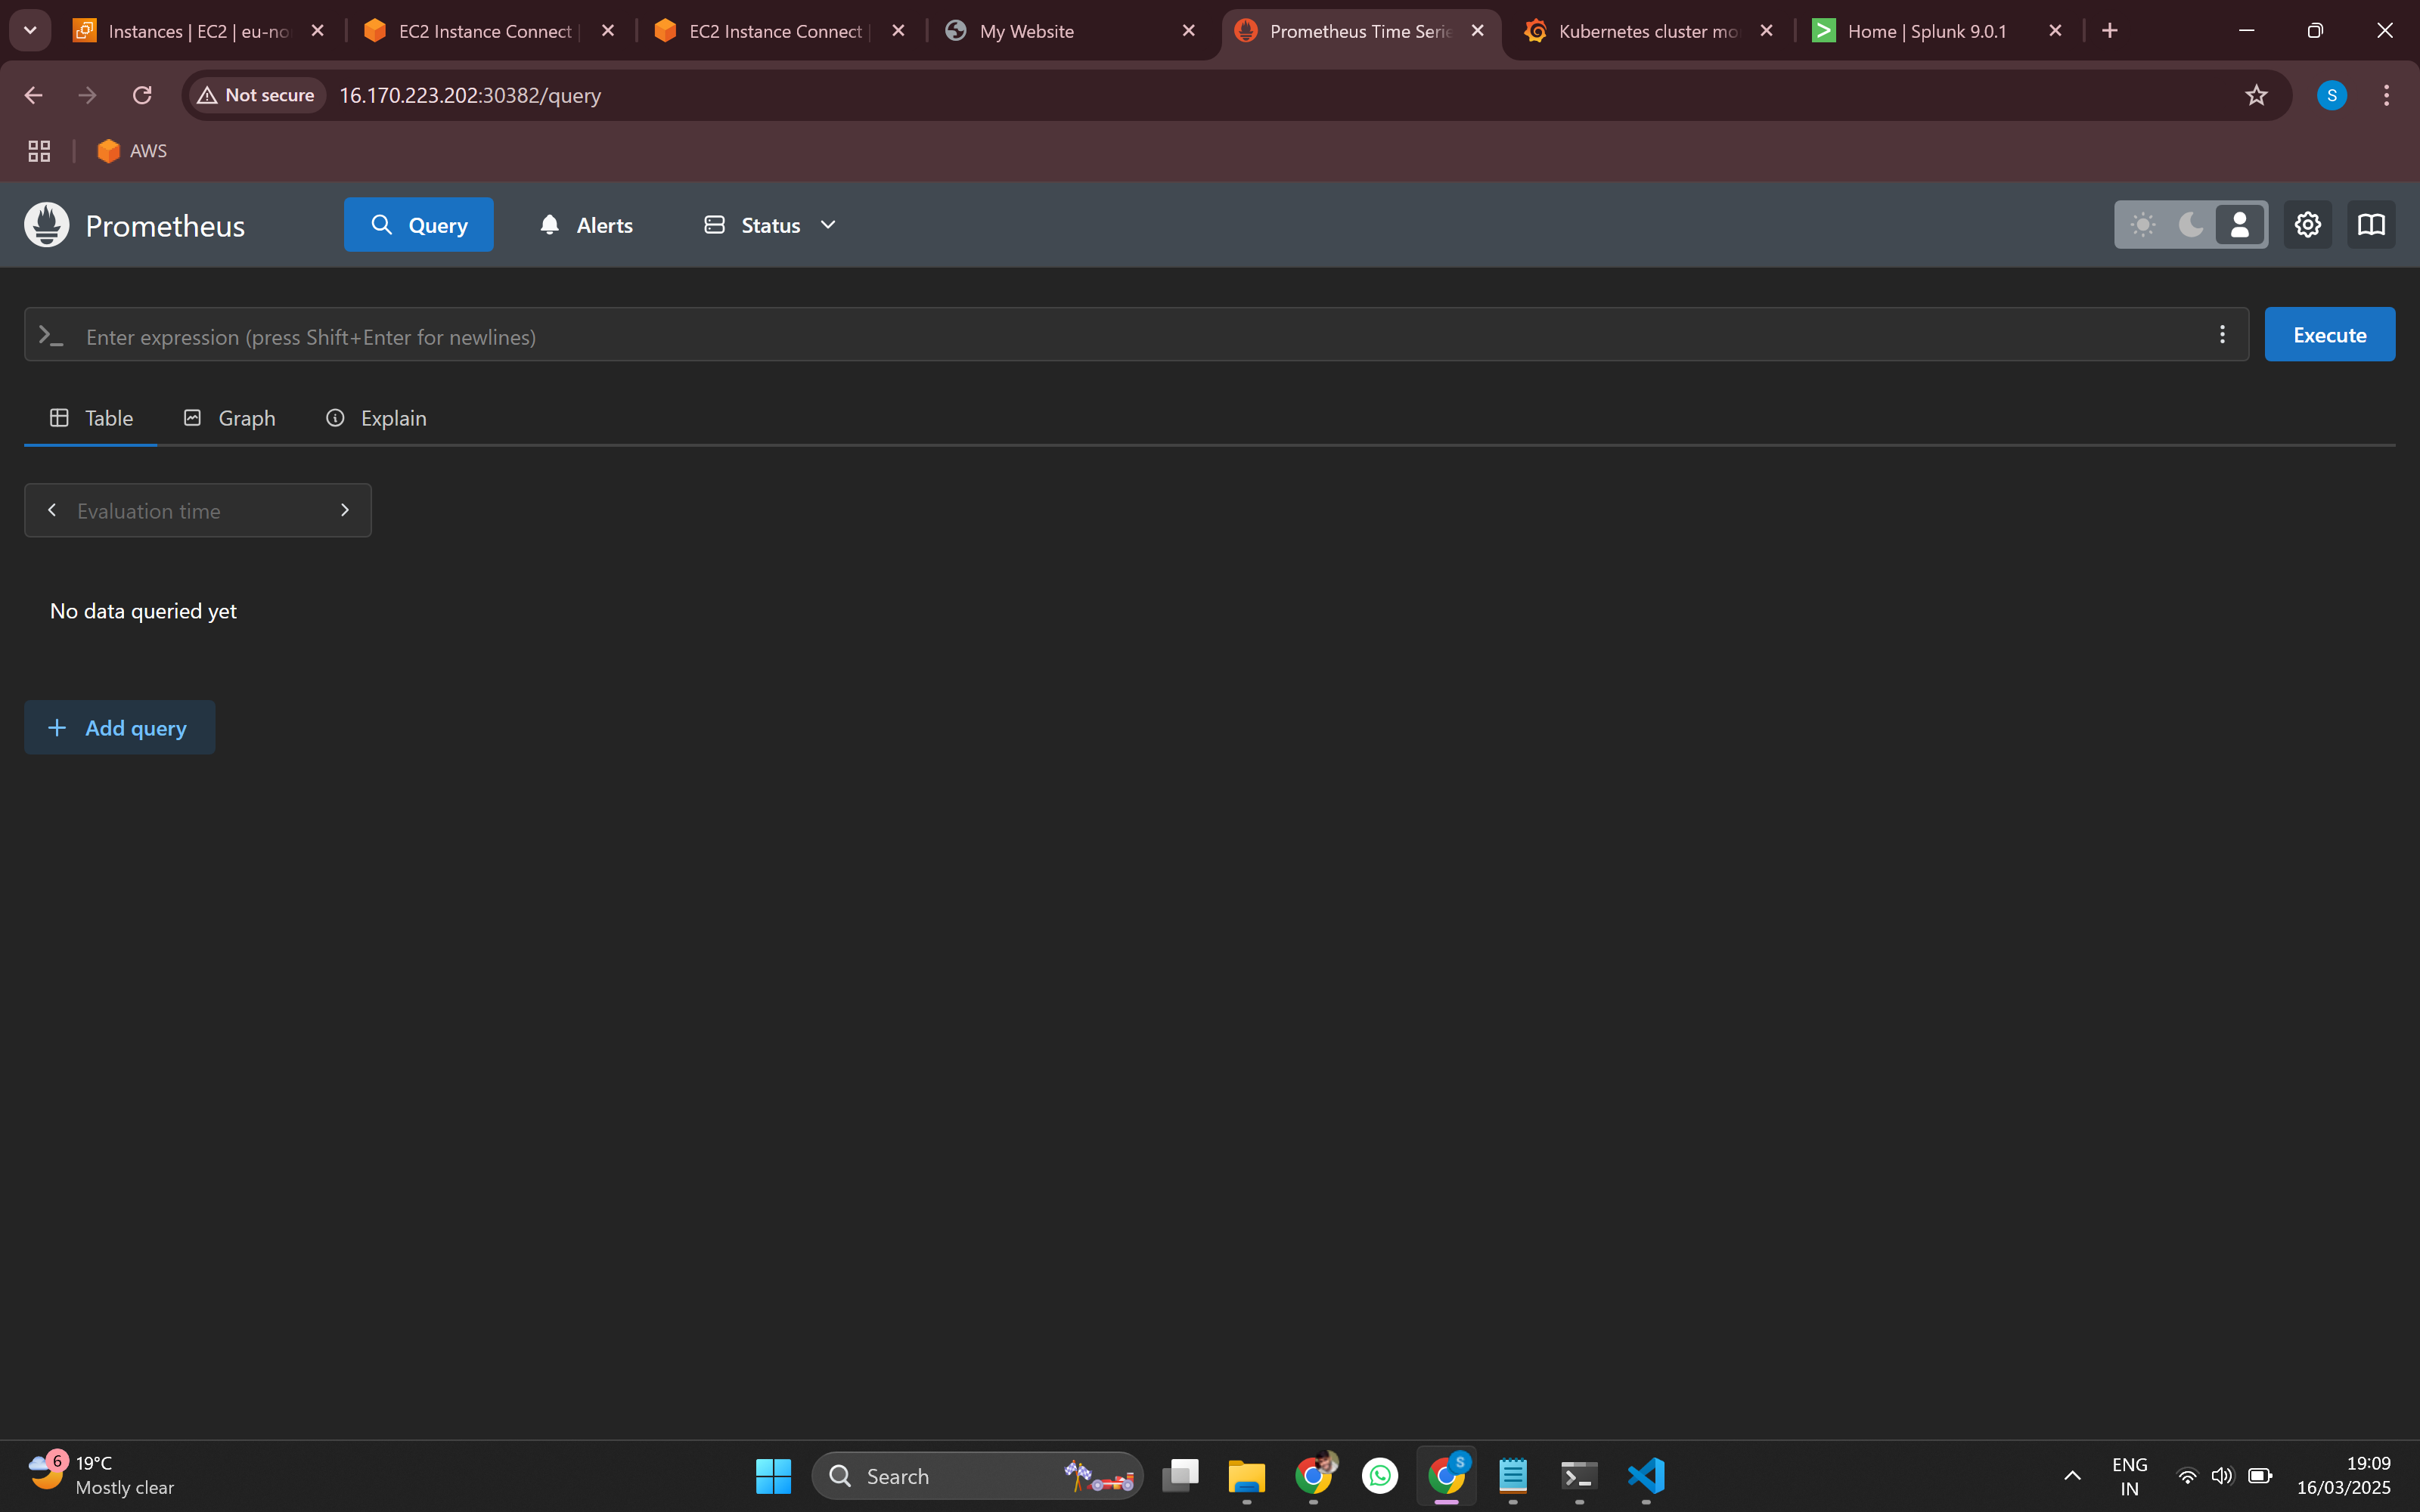 Instances | EC2 | eu-no
EC2 Instance Connect |
EC2 Instance Connect |
My Website
Prometheus Time Serie
Kubernetes cluster mo
Home | Splunk 9.0.1
Not secure
16.170.223.202:30382/query
S
AWS
Prometheus
Query
Alerts
Status
Enter expression (press Shift+Enter for newlines)
Execute
Table
Graph
Explain
Evaluation time
No data queried yet
Add query
6
19°C
Mostly clear
Search
S
ENG
IN
19:09
16/03/2025